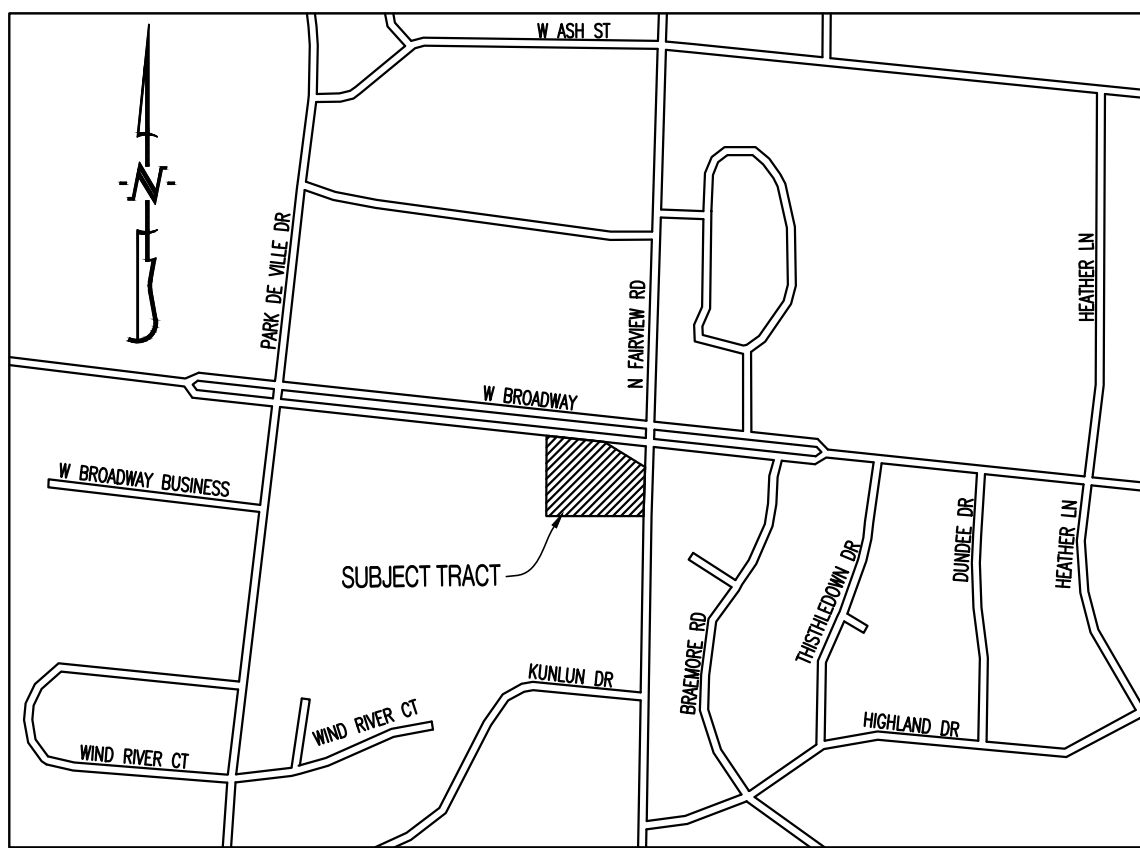 W ASH ST
N
PARK DE VILLE DR
HEATHER LN
N FAIRVIEW RD
W BROADWAY
W BROADWAY BUSINESS
SUBJECT TRACT
DUNDEE DR
HEATHER LN
THISTHLEDOWN DR
BRAEMORE RD
KUNLUN DR
WIND RIVER CT
HIGHLAND DR
WIND RIVER CT